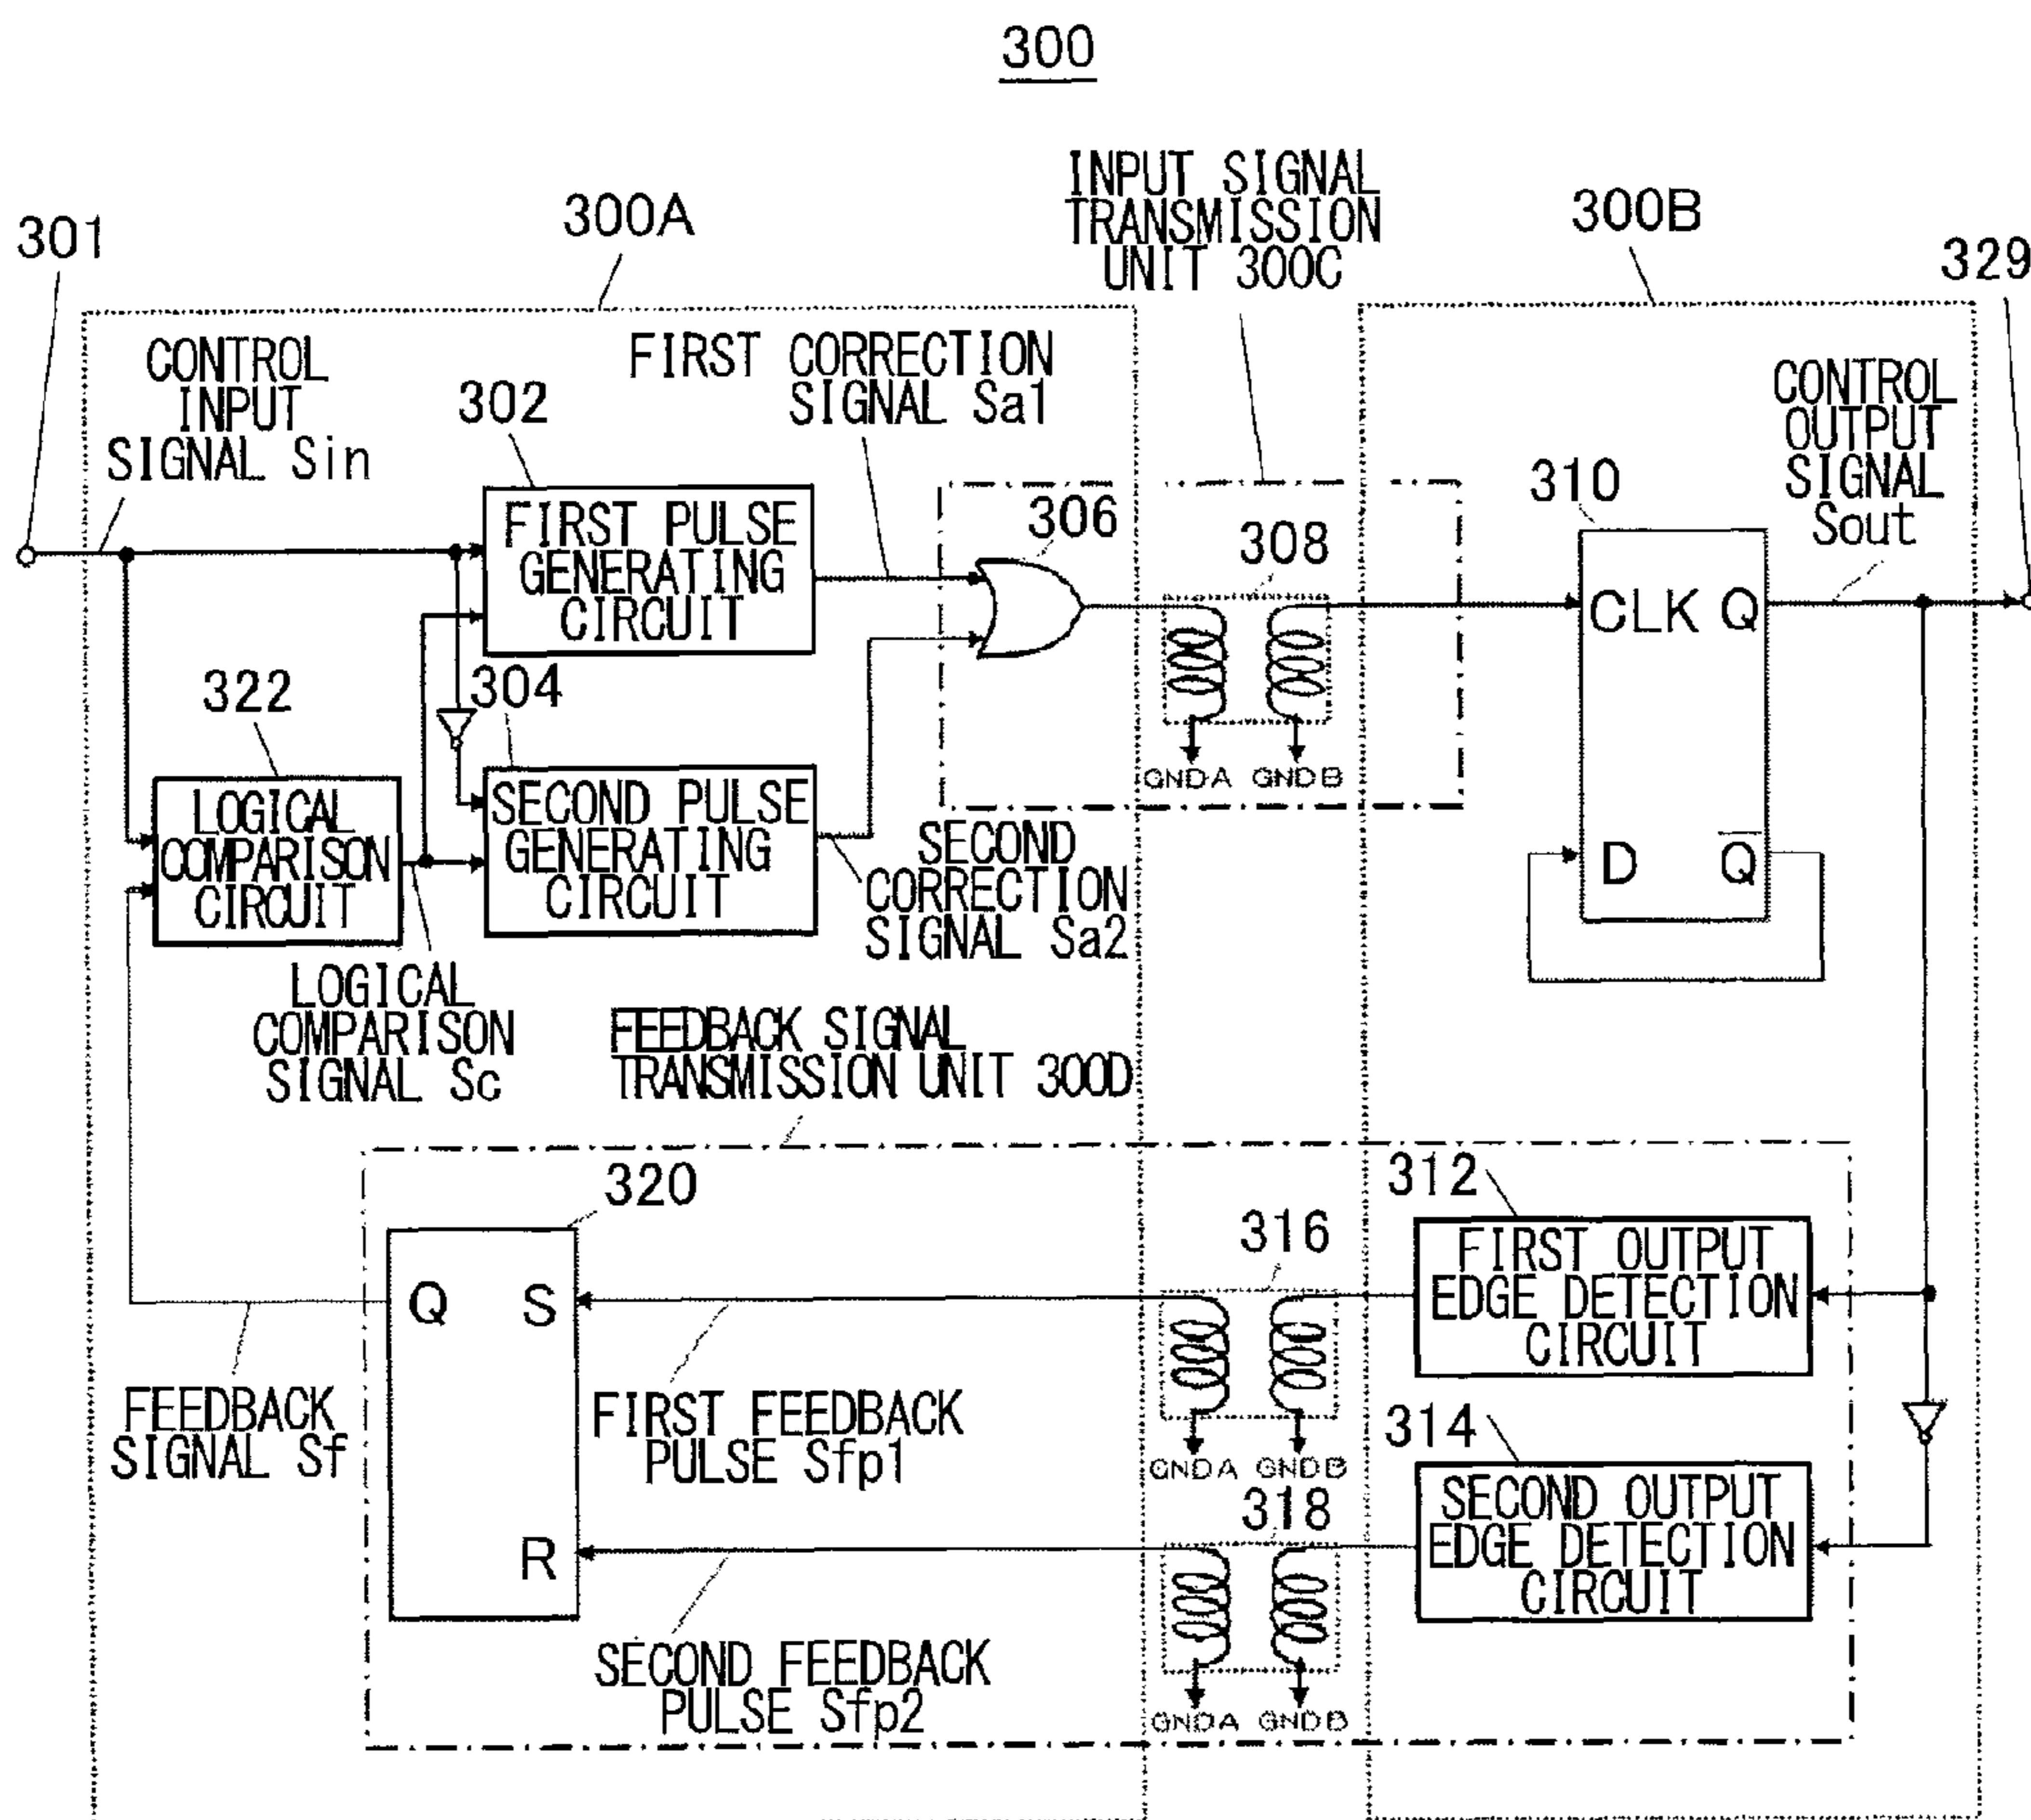 300
INPUT SIGNAL
TRANSMISSION
UNIT 300C
300A
300B
301
329
CONTROL
INPUT
SIGNAL Sin
FIRST CORRECTION
SIGNAL Sa1
302
CONTROL
OUTPUT
SIGNAL
Sout
FIRST PULSE
GENERATING
CIRCUIT
306
308
310
CLK Q
D Q
GNDA GNDB
322
304
LOGICAL
COMPARISON
CIRCUIT
SECOND PULSE
GENERATING
CIRCUIT
SECOND
CORRECTION
SIGNAL Sa2
LOGICAL
COMPARISON
SIGNAL Sc
FEEDBACK SIGNAL
TRANSMISSION UNIT 300D
320
312
316
FIRST OUTPUT
EDGE DETECTION
CIRCUIT
Q S
R
FEEDBACK
SIGNAL Sf
FIRST FEEDBACK
PULSE Sfp1
GNDA GNDB
314
318
SECOND OUTPUT
EDGE DETECTION
CIRCUIT
SECOND FEEDBACK
PULSE Sfp2
GNDA GNDB